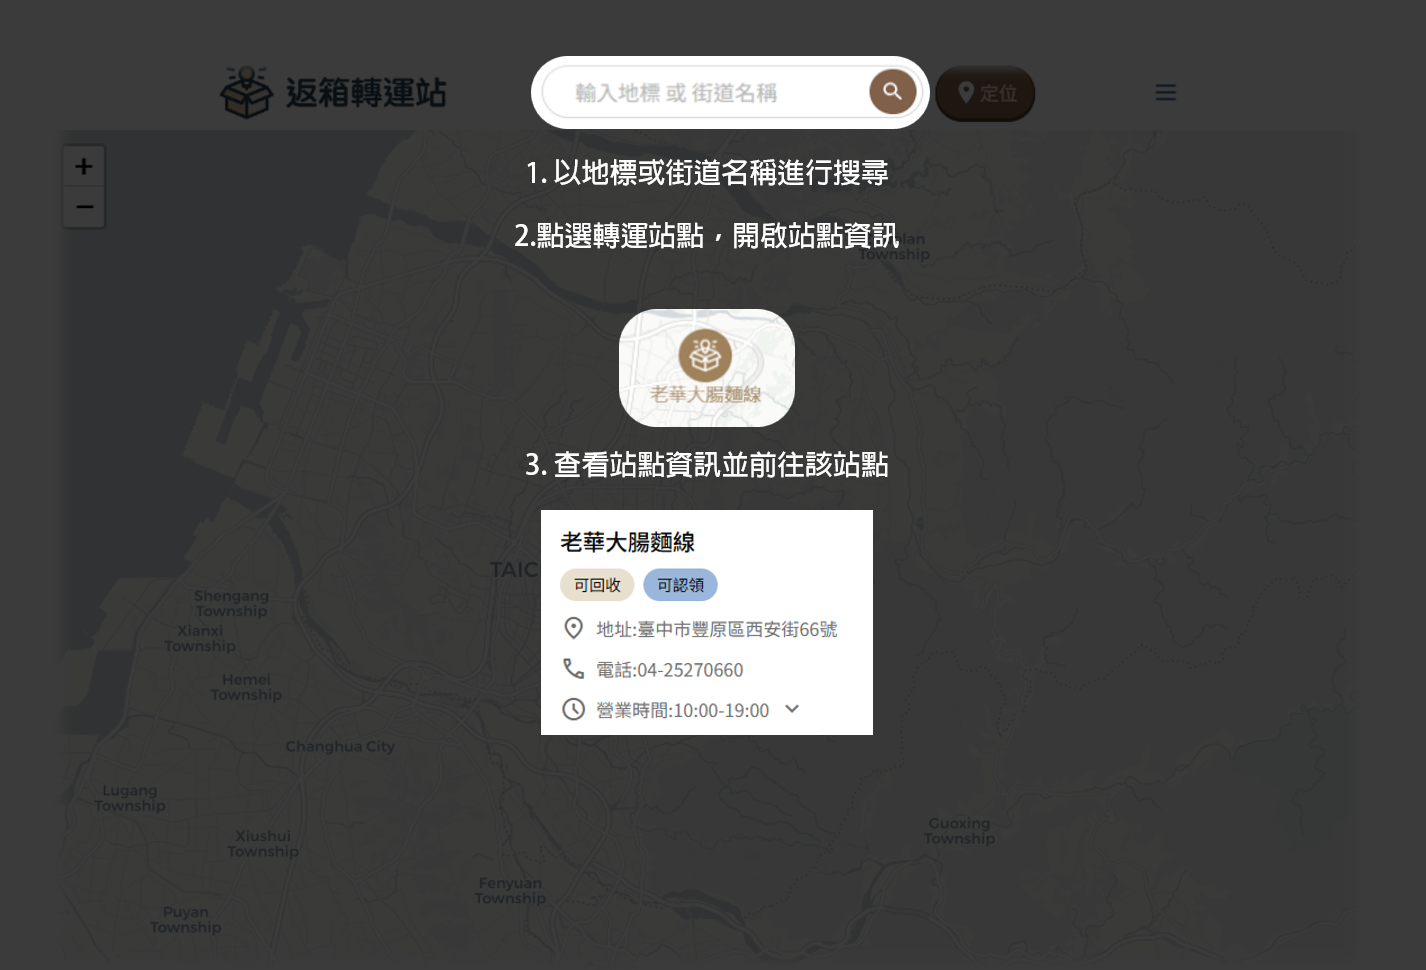 返箱轉運站
輸入地標 或 街道名稱
定位
+
−
1. 以地標或街道名稱進行搜尋
2.點選轉運站點，開啟站點資訊
Township
老華大腸麵線
3. 查看站點資訊並前往該站點
老華大腸麵線
可回收
可認領
TAIC
地址:臺中市豐原區西安街66號
電話:04-25270660
營業時間:10:00-19:00
Shengang
Township
Xianxi
Township
Hemei
Township
Changhua City
Lugang
Township
Xiushui
Township
Guoxing
Township
Fenyuan
Township
Puyan
Township